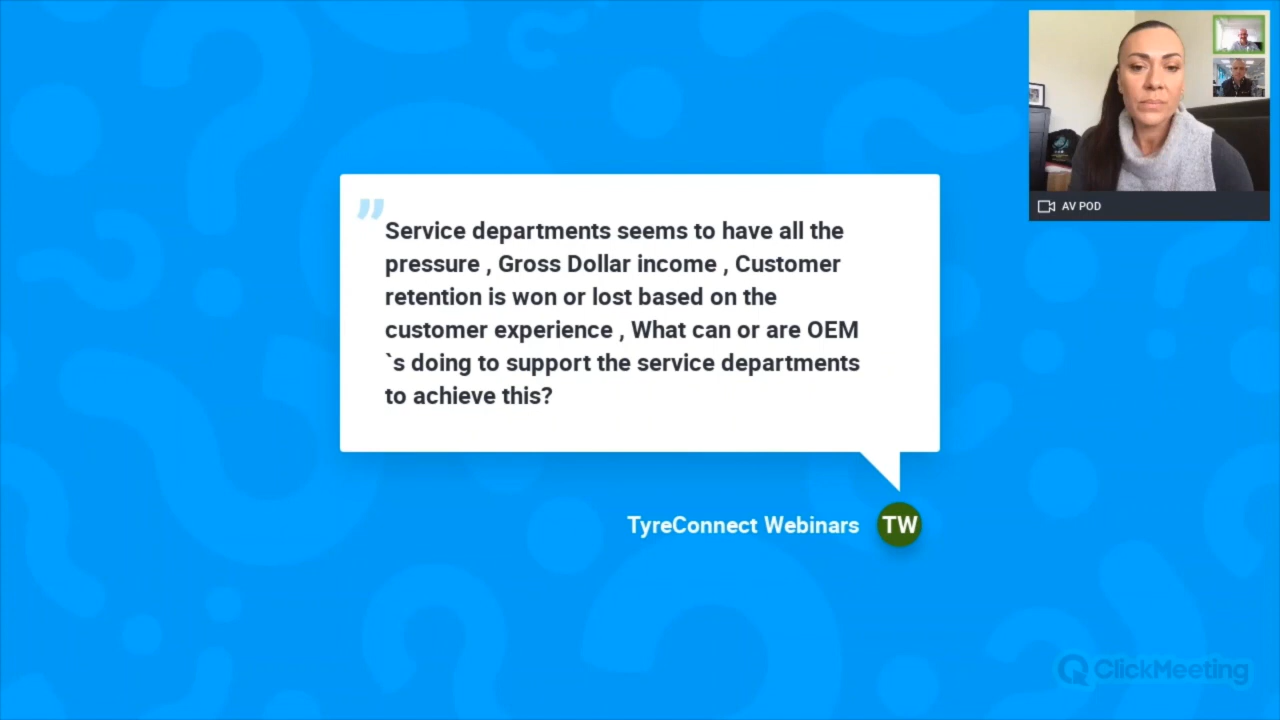 ”
Service departments seems to have all the
pressure , Gross Dollar income , Customer
retention is won or lost based on the
customer experience , What can or are OEM
`s doing to support the service departments
to achieve this?
TyreConnect Webinars
TW
AV POD
ClickMeeting